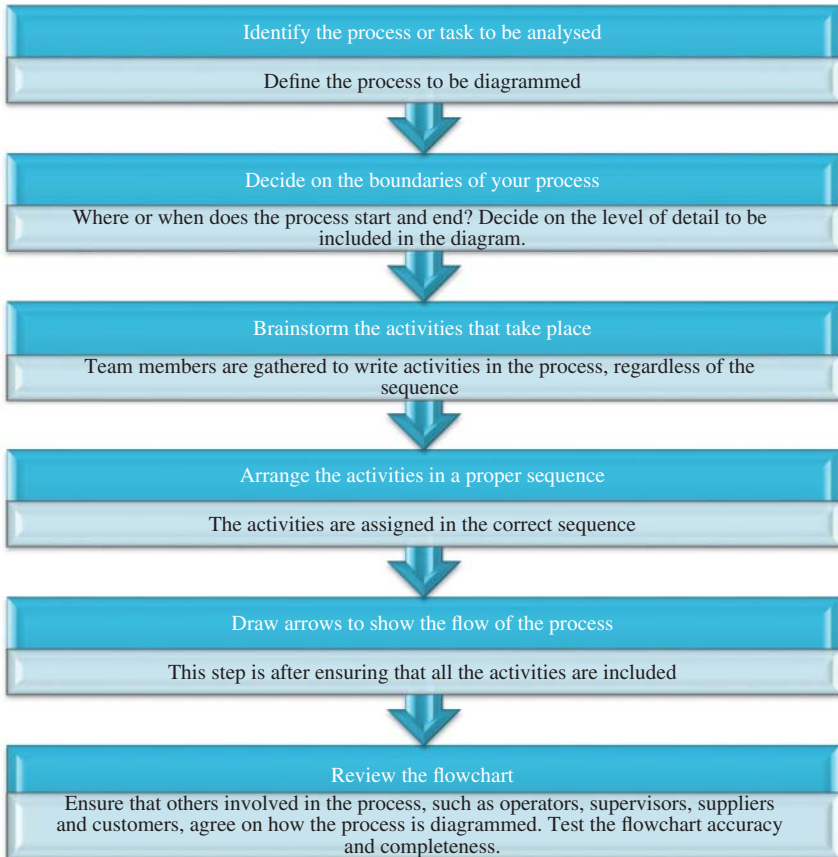 Identify the process or task to be analysed
Define the process to be diagrammed
Decide on the boundaries of your process
Where or when does the process start and end? Decide on the level of detail to be
included in the diagram.
Brainstorm the activities that take place
Team members are gathered to write activities in the process, regardless of the
sequence
Arrange the activities in a proper sequence
The activities are assigned in the correct sequence
Draw arrows to show the flow of the process
This step is after ensuring that all the activities are included
Review the flowchart
Ensure that others involved in the process, such as operators, supervisors, suppliers
and customers, agree on how the process is diagrammed. Test the flowchart accuracy
and completeness.